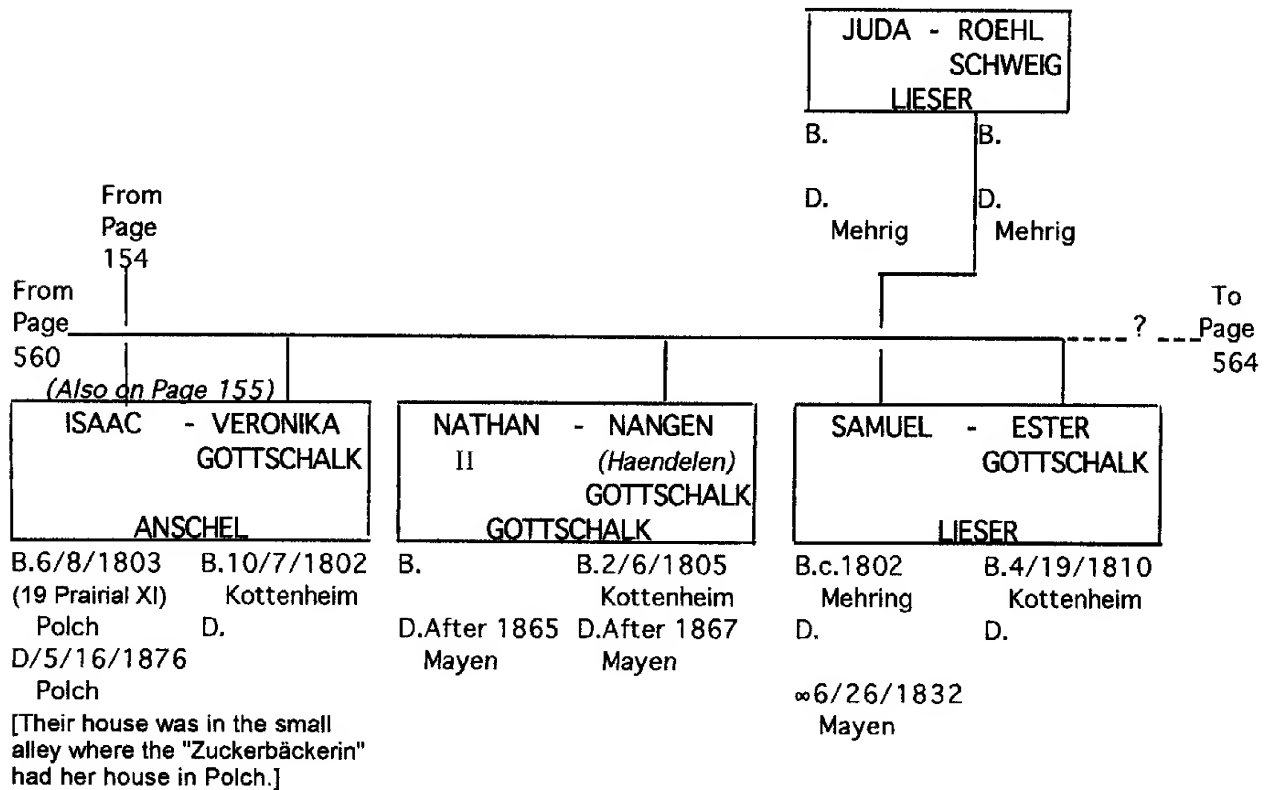 JUDA - ROEHL
SCHWEIG
LIESER
B. B.
D. D.
Mehrig Mehrig
From
Page
154
From
Page
560
? To
Page
564
(Also on Page 155)
ISAAC - VERONIKA
GOTTSCHALK
ANSCHEL
B.6/8/1803 B.10/7/1802
(19 Prairial XI) Kottenheim
Polch D.
D/5/16/1876
Polch
[Their house was in the small
alley where the "Zuckerbäckerin"
had her house in Polch.]
NATHAN - NANGEN
II (Haendelen)
GOTTSCHALK
GOTTSCHALK
B. B.2/6/1805
Kottenheim
D.After 1865 D.After 1867
Mayen Mayen
SAMUEL - ESTER
GOTTSCHALK
LIESER
B.c.1802 B.4/19/1810
Mehring Kottenheim
D. D.
∞6/26/1832
Mayen